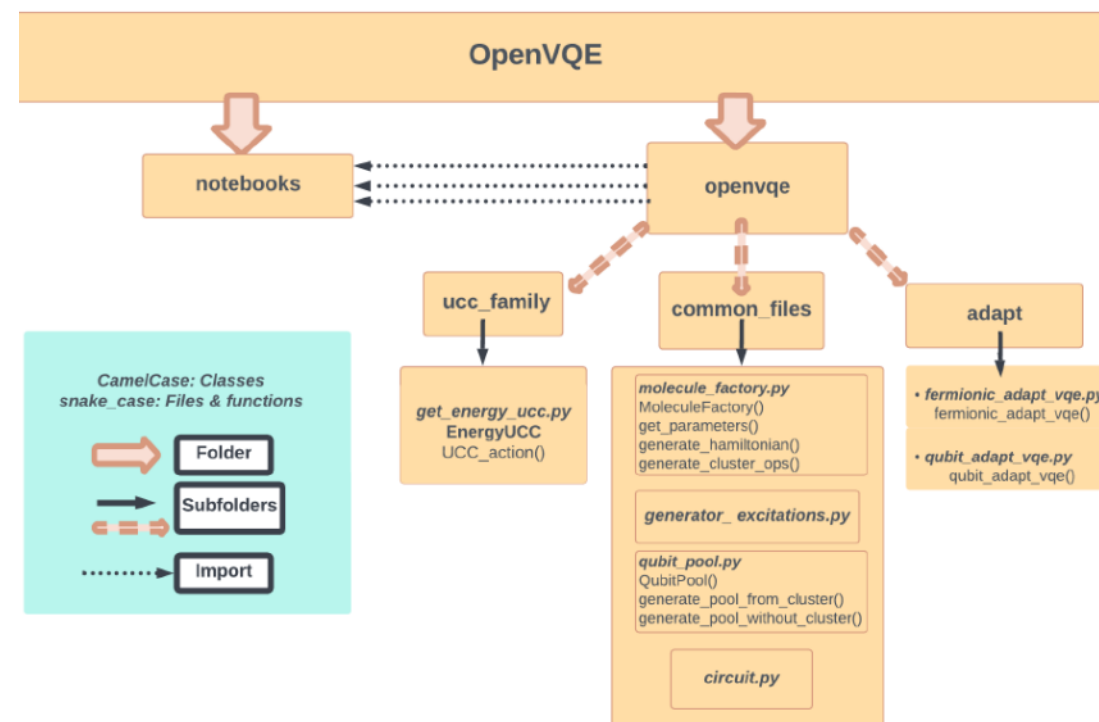 OpenVQE
notebooks
openvqe
ucc_family
common_files
adapt
get_energy_ucc.py
EnergyUCC
UCC_action()
molecule_factory.py
MoleculeFactory()
get_parameters()
generate_hamiltonian()
generate_cluster_ops()
generator_ excitations.py
qubit_pool.py
QubitPool()
generate_pool_from_cluster()
generate_pool_without_cluster()
circuit.py
• fermionic_adapt_vqe.py
fermionic_adapt_vqe()
• qubit_adapt_vqe.py
qubit_adapt_vqe()
CamelCase: Classes
snake_case: Files & functions
Folder
Subfolders
Import